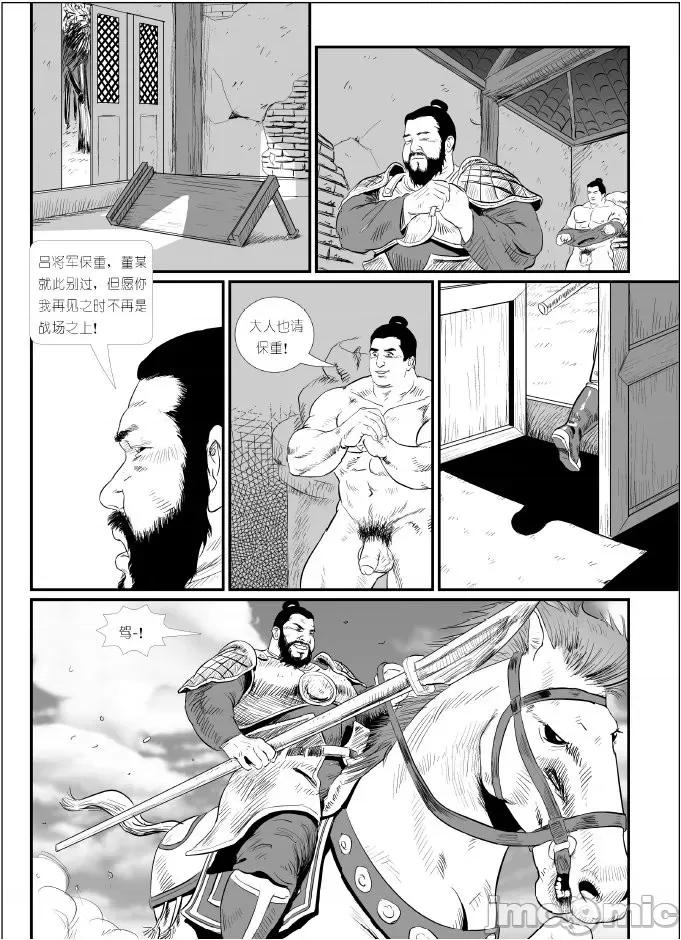 吕将军保重，董某
就此别过，但愿你
我再见之时不再是
战场之上！
大人也请
保重！
驾-！
jmcomic